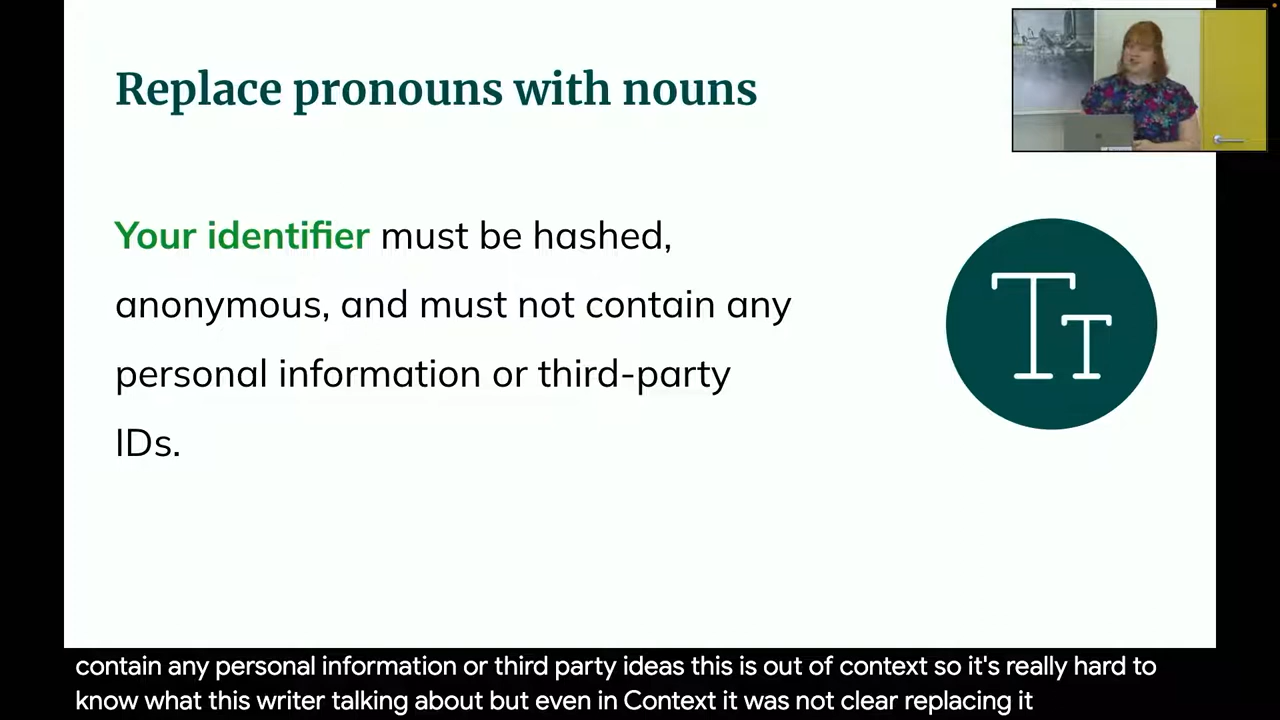 Replace pronouns with nouns
Your identifier must be hashed,
anonymous, and must not contain any
personal information or third-party
IDs.
TT
contain any personal information or third party ideas this is out of context so it's really hard to
know what this writer talking about but even in Context it was not clear replacing it